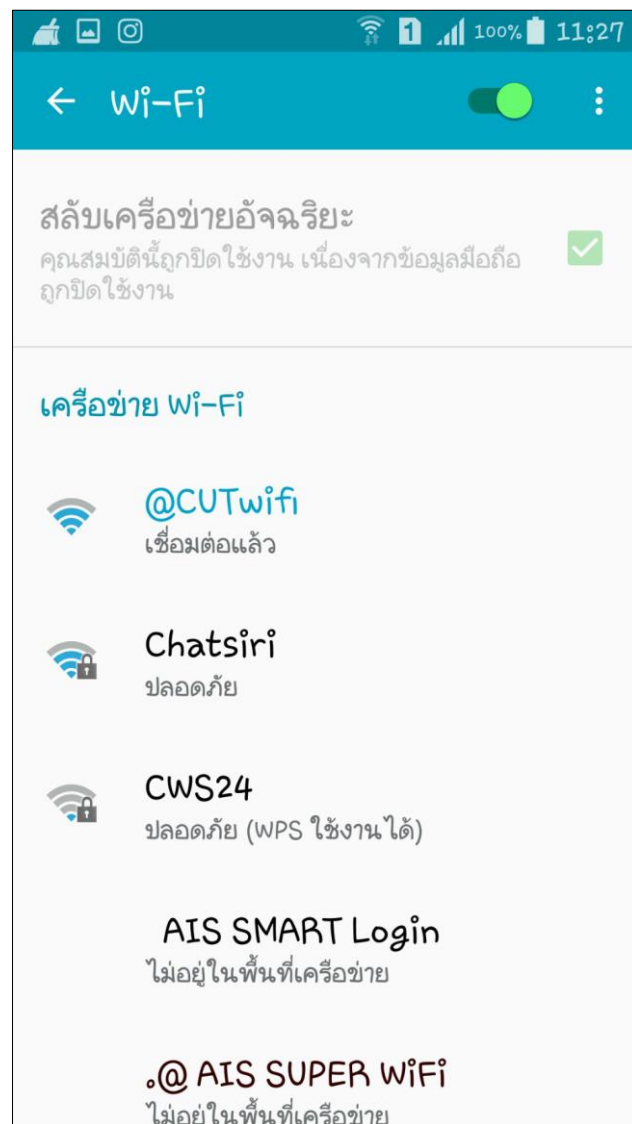 1 100% 11:27
Wi-Fi
สลับเครือข่ายอัจฉริยะ
คุณสมบัตินี้ถูกปิดใช้งาน เนื่องจากข้อมูลมือถือ
ถูกปิดใช้งาน
เครือข่าย Wi-Fi
@CUTwifi
เชื่อมต่อแล้ว
Chatsiri
ปลอดภัย
CWS24
ปลอดภัย (WPS ใช้งานได้)
AIS SMART Login
ไม่อยู่ในพื้นที่เครือข่าย
.@ AIS SUPER WiFi
ไม่อยู่ในพื้นที่เครือข่าย